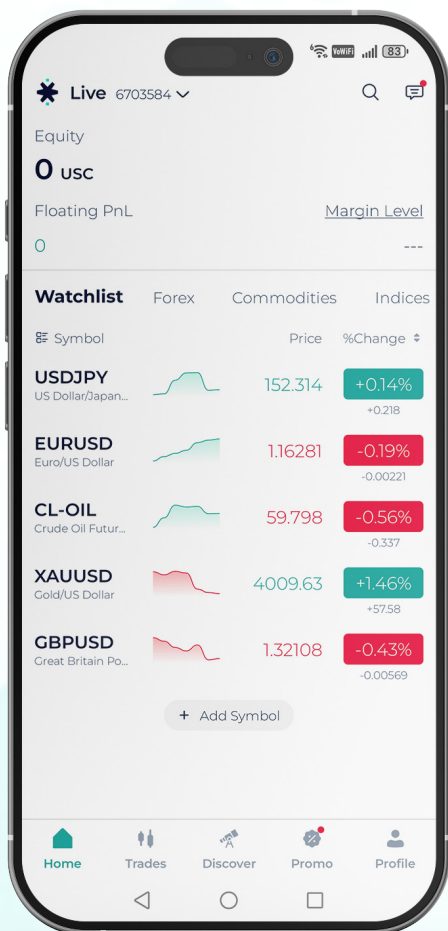 VoWiFi 83
Live 6703584
Equity
0 USC
Floating PnL Margin Level
0 ---
Watchlist Forex Commodities Indices
Symbol Price %Change
USDJPY 152.314 +0.14%
US Dollar/Japan... +0.218
EURUSD 1.16281 -0.19%
Euro/US Dollar -0.00221
CL-OIL 59.798 -0.56%
Crude Oil Futur... -0.337
XAUUSD 4009.63 +1.46%
Gold/US Dollar +57.58
GBPUSD 1.32108 -0.43%
Great Britain Po... -0.00569
+ Add Symbol
Home Trades Discover Promo Profile